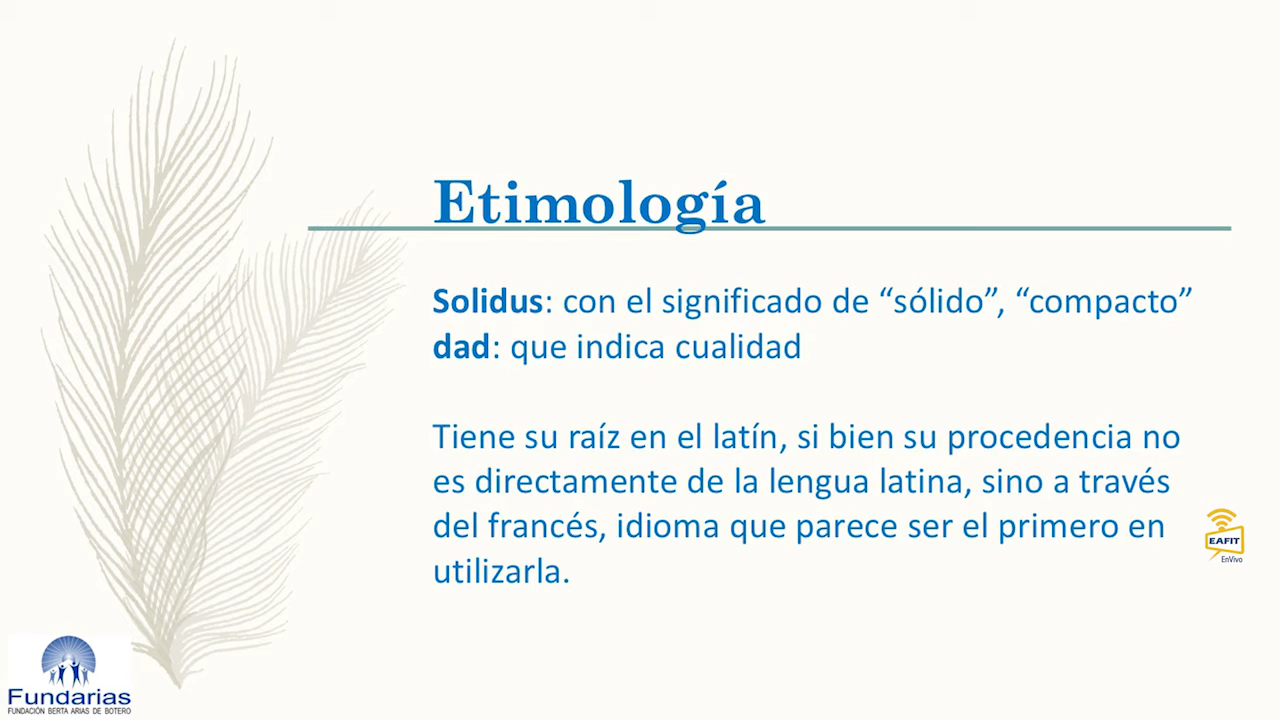 Etimología
Solidus: con el significado de “sólido”, “compacto”
dad: que indica cualidad
Tiene su raíz en el latín, si bien su procedencia no
es directamente de la lengua latina, sino a través
del francés, idioma que parece ser el primero en
utilizarla.
EAFIT
EnVivo
Fundarias
FUNDACIÓN BERTA ARIAS DE BOTERO